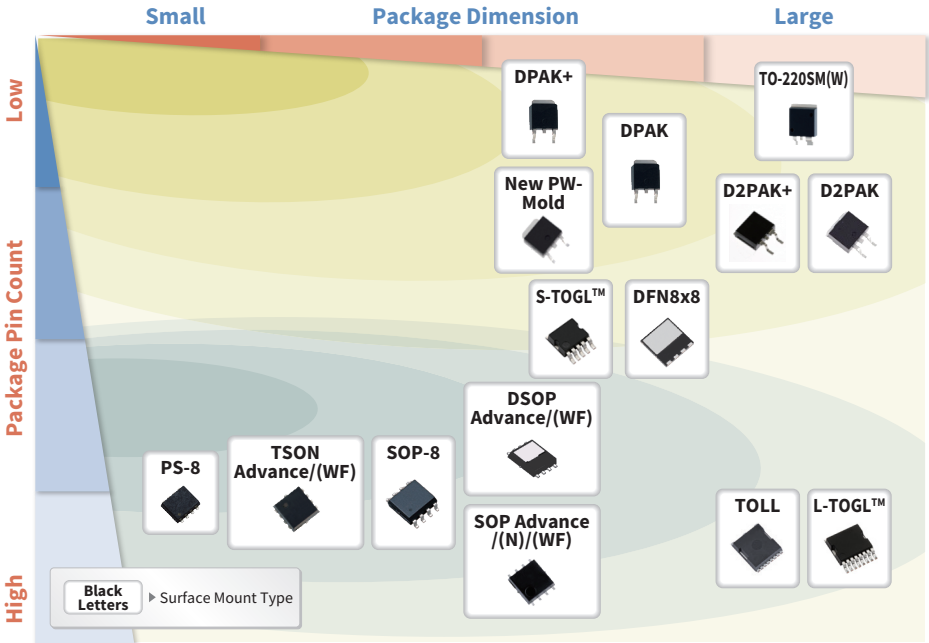 Small
Package Dimension
Large
Low
Package Pin Count
High
DPAK+
DPAK
TO-220SM(W)
New PW-
Mold
D2PAK+
D2PAK
S-TOGL™
DFN8x8
DSOP
Advance/(WF)
PS-8
TSON
Advance/(WF)
SOP-8
SOP Advance
/(N)/(WF)
TOLL
L-TOGL™
Black
Letters
Surface Mount Type